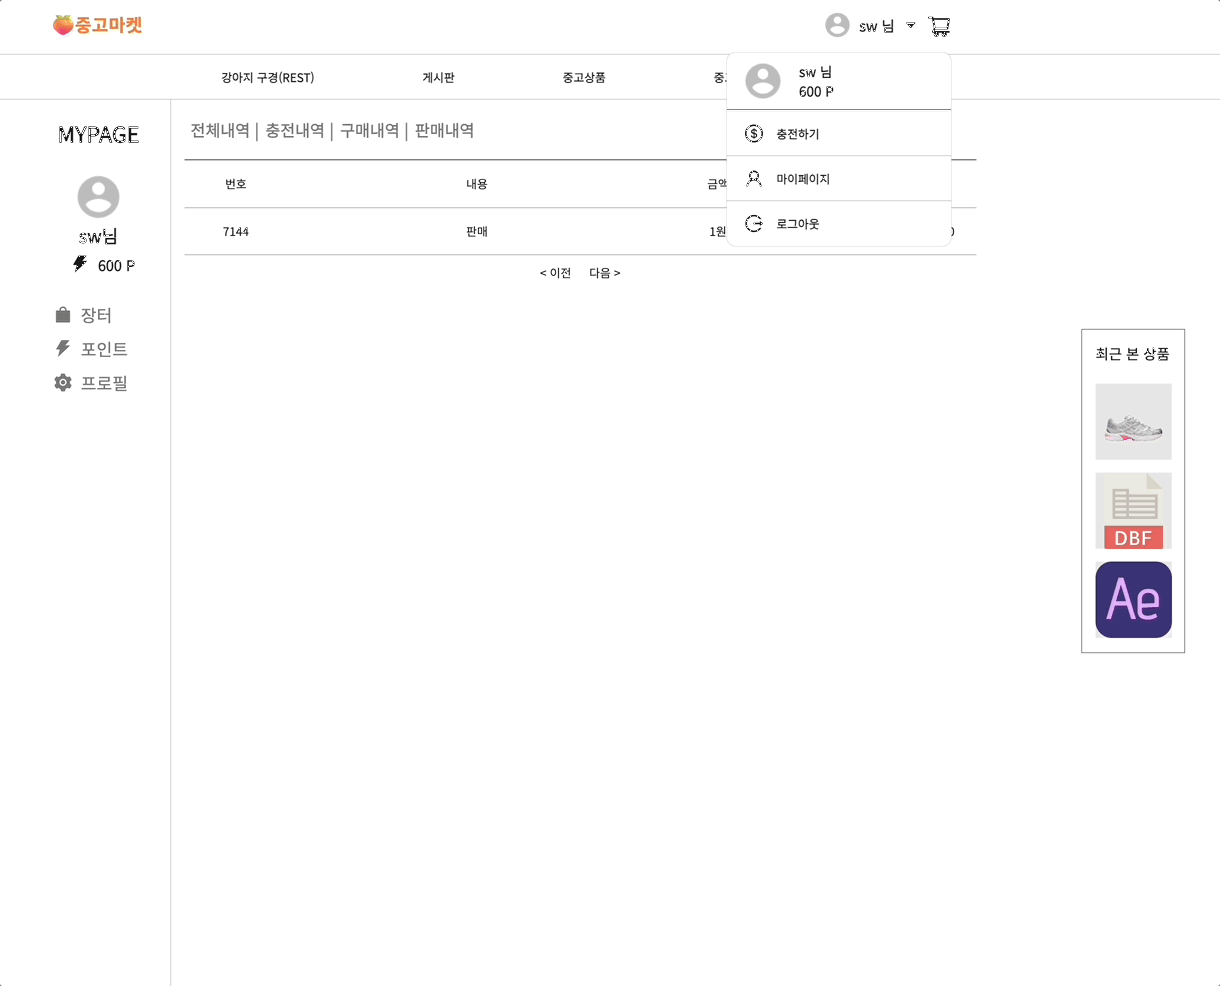 중고마켓
sw 님
강아지 구경(REST) 게시판 중고상품
sw 님
600 P
충전하기
마이페이지
로그아웃
MYPAGE
sw님
600 P
장터
포인트
프로필
전체내역 | 충전내역 | 구매내역 | 판매내역
번호 내용 금액
7144 판매 1원
< 이전 다음 >
최근 본 상품
DBF
Ae